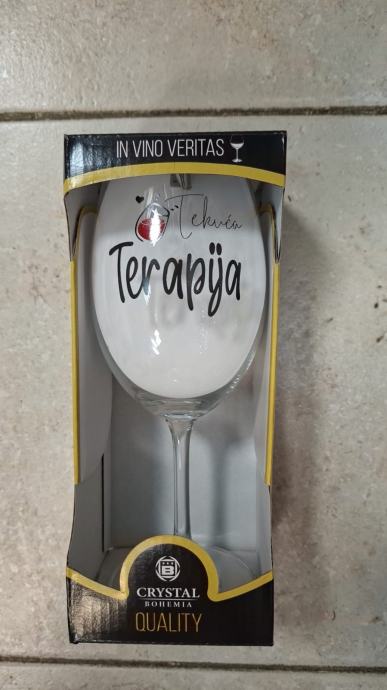 IN VINO VERITAS
Tekuća
Terapija
B
CRYSTAL
BOHEMIA
QUALITY